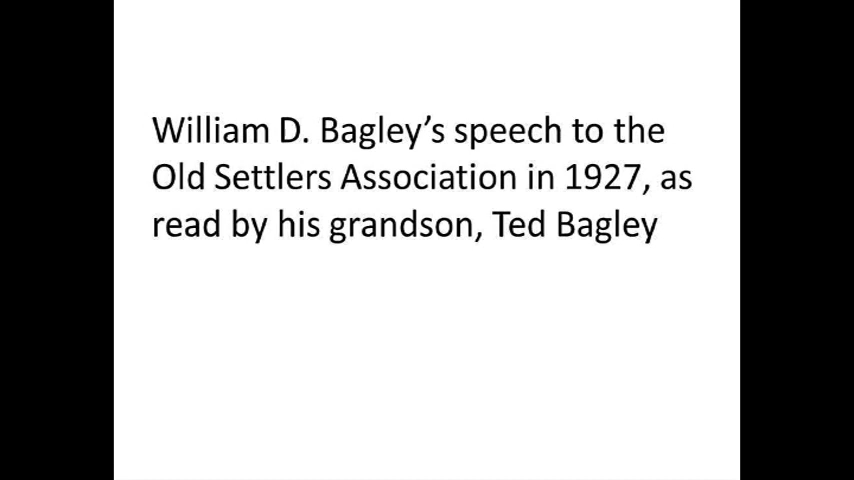 William D. Bagley’s speech to the
Old Settlers Association in 1927, as
read by his grandson, Ted Bagley